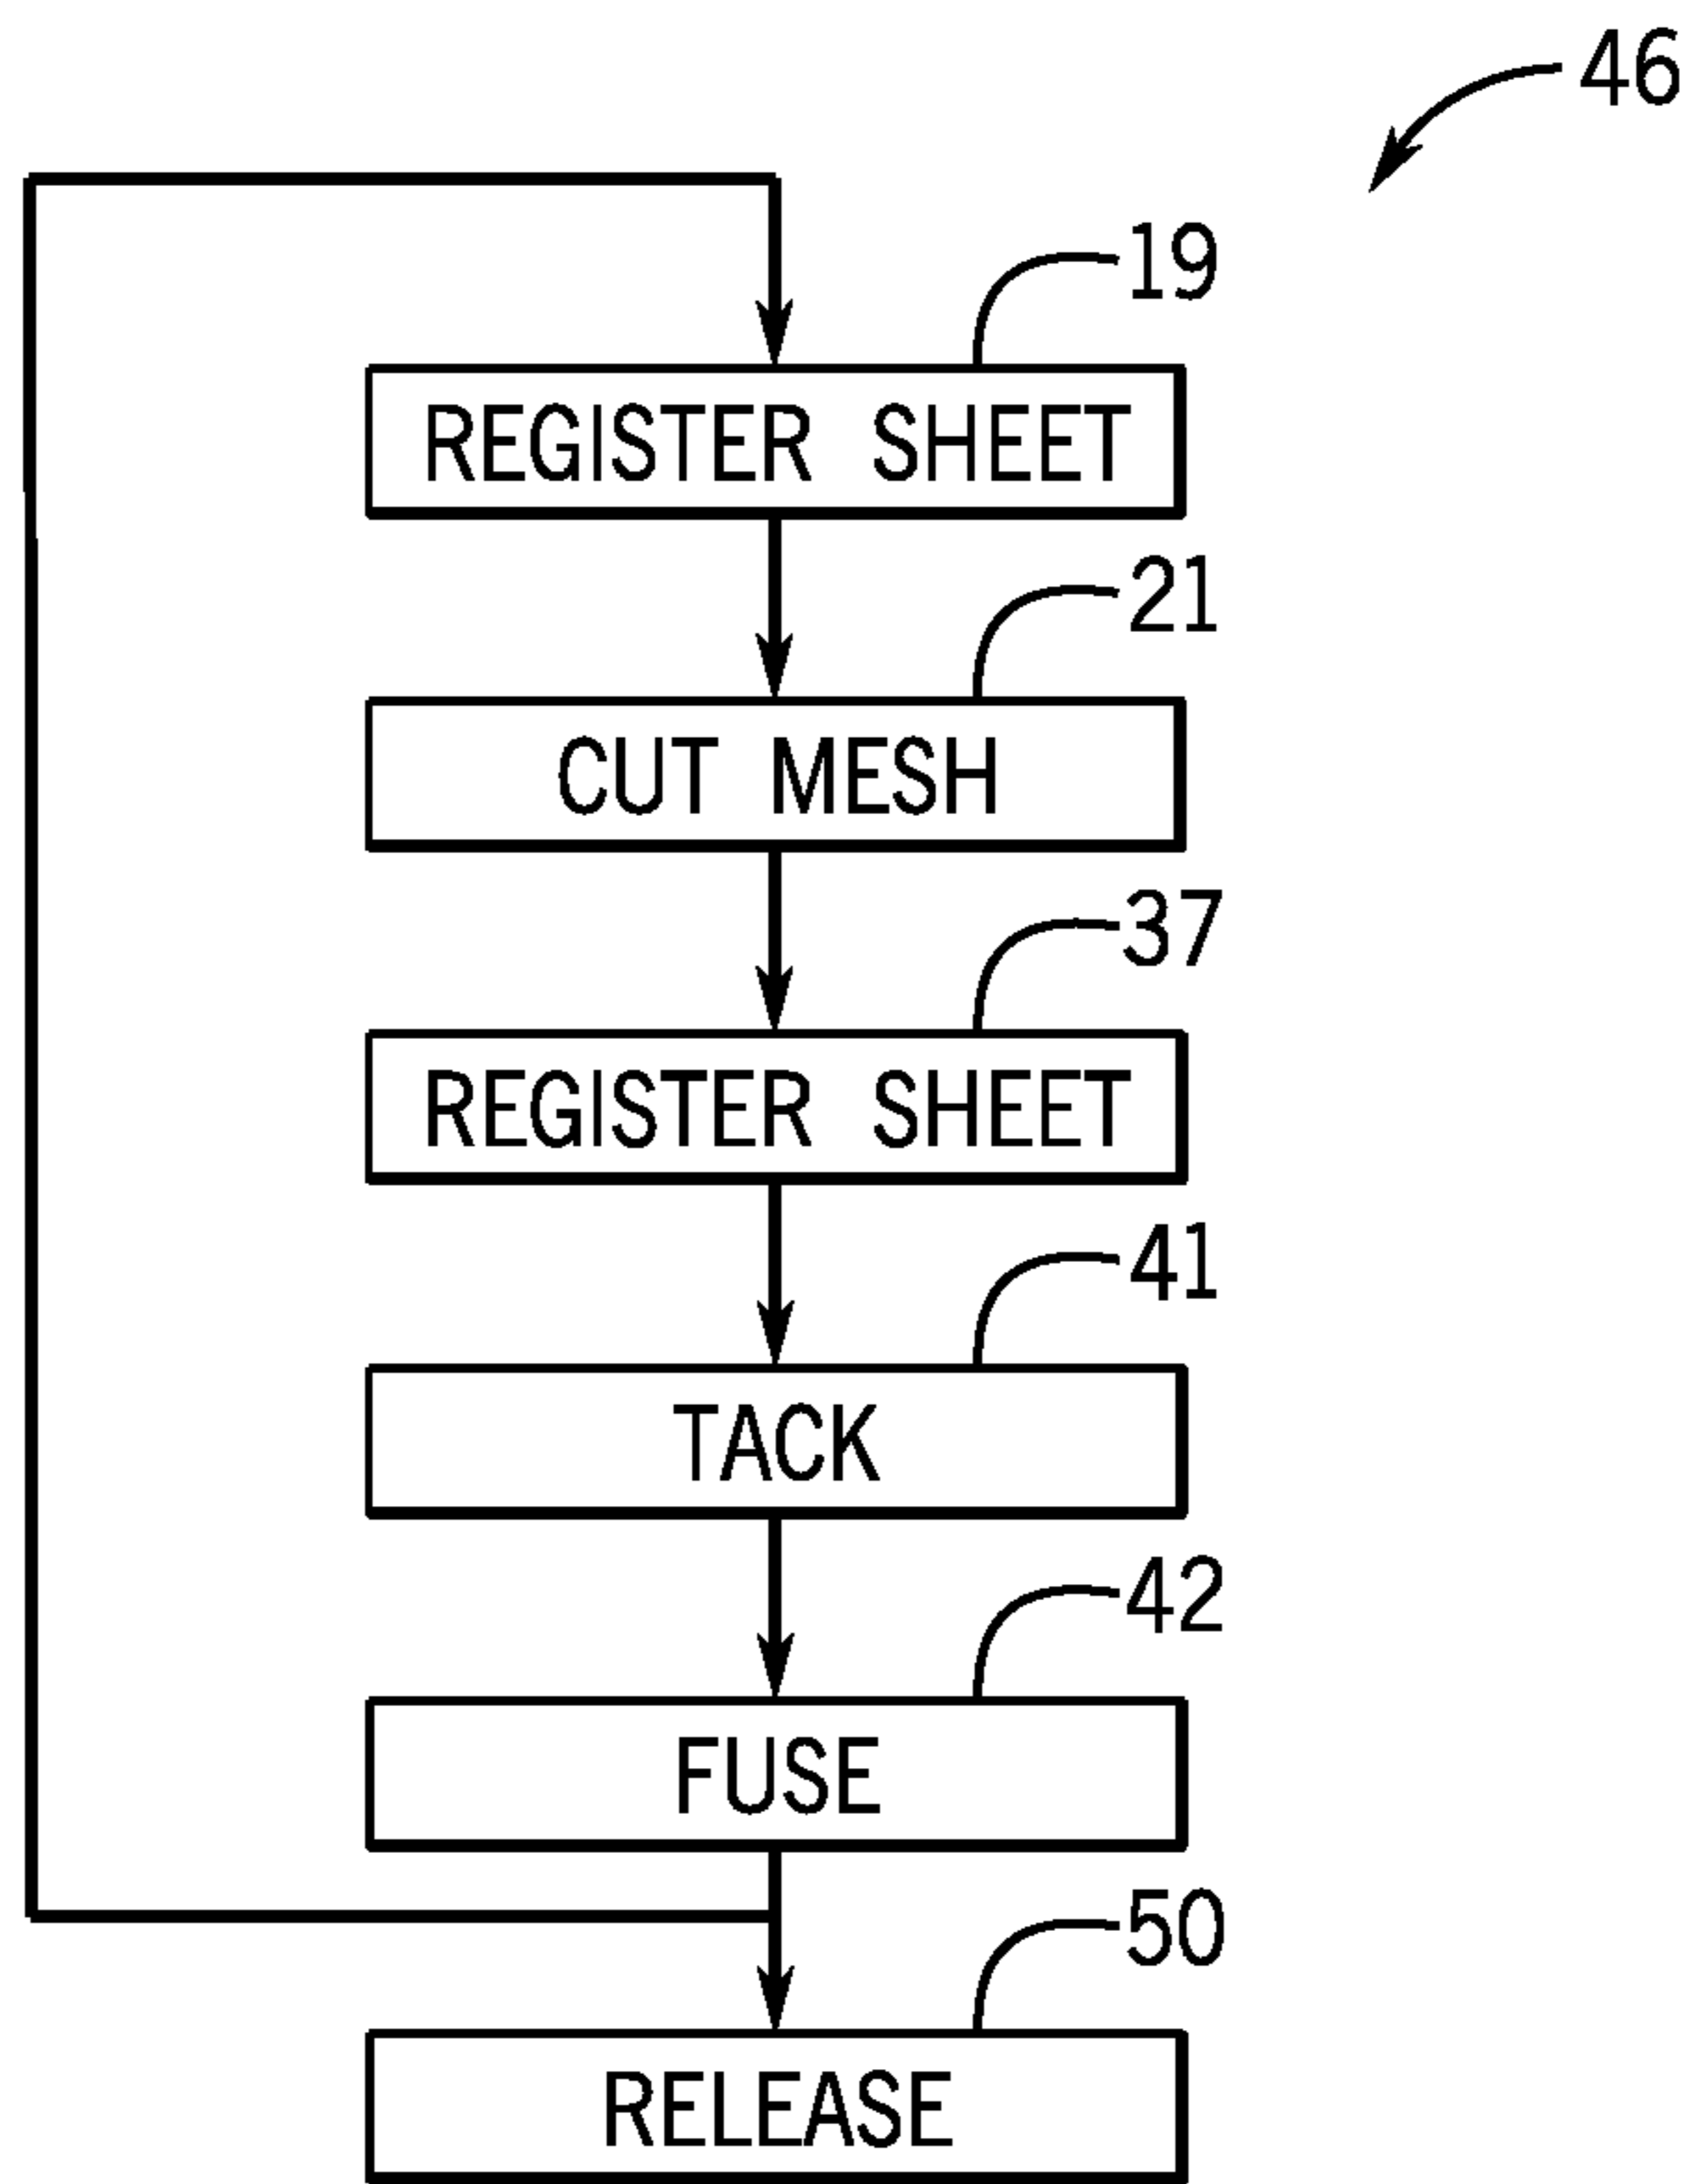 46
19
REGISTER SHEET
21
CUT MESH
37
REGISTER SHEET
41
TACK
42
FUSE
50
RELEASE